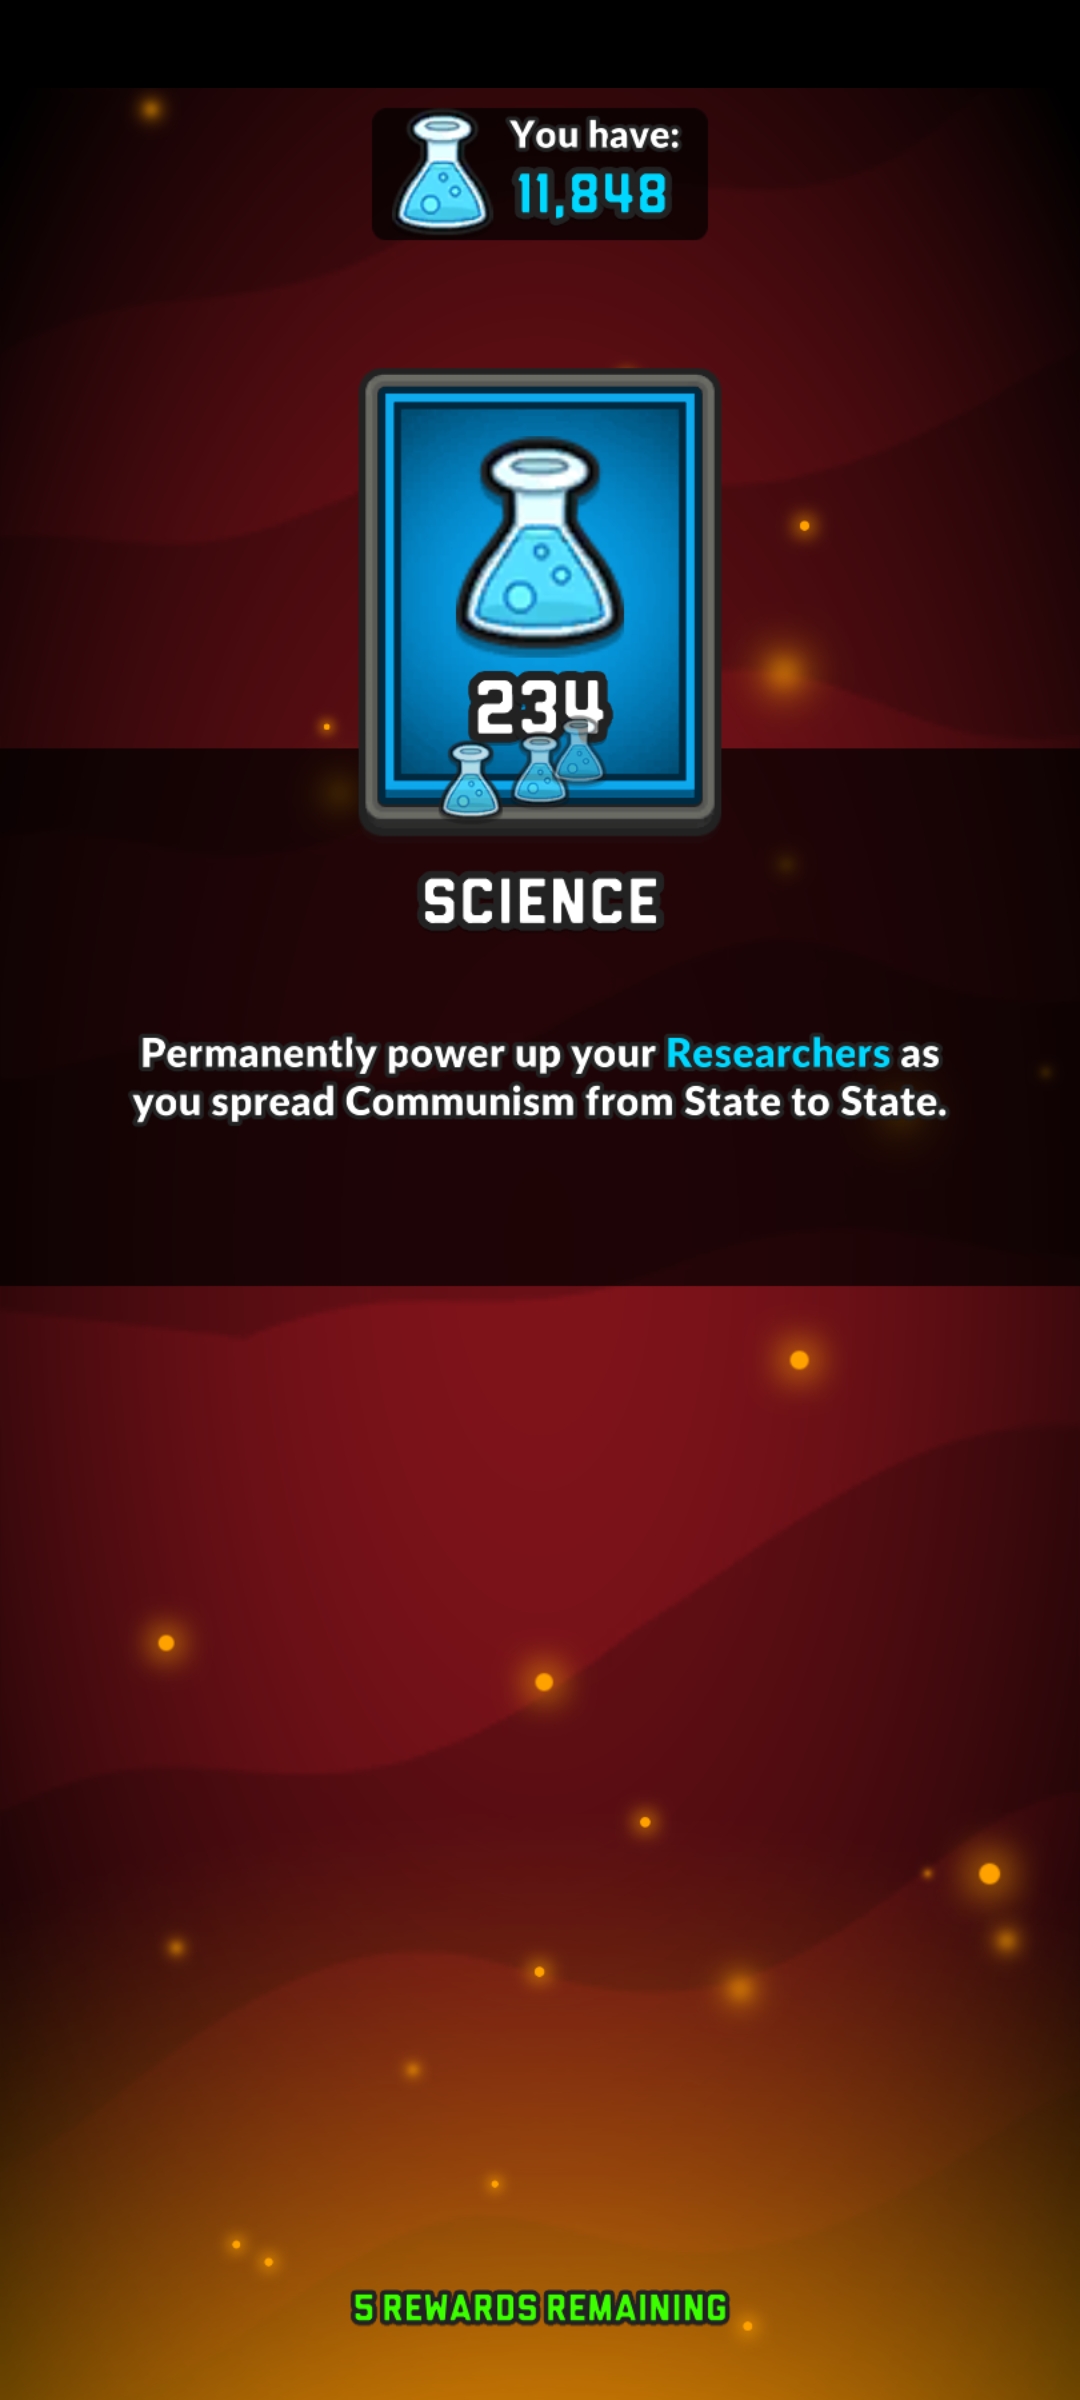 You have:
11,848
234
SCIENCE
Permanently power up your Researchers as
you spread Communism from State to State.
5 REWARDS REMAINING